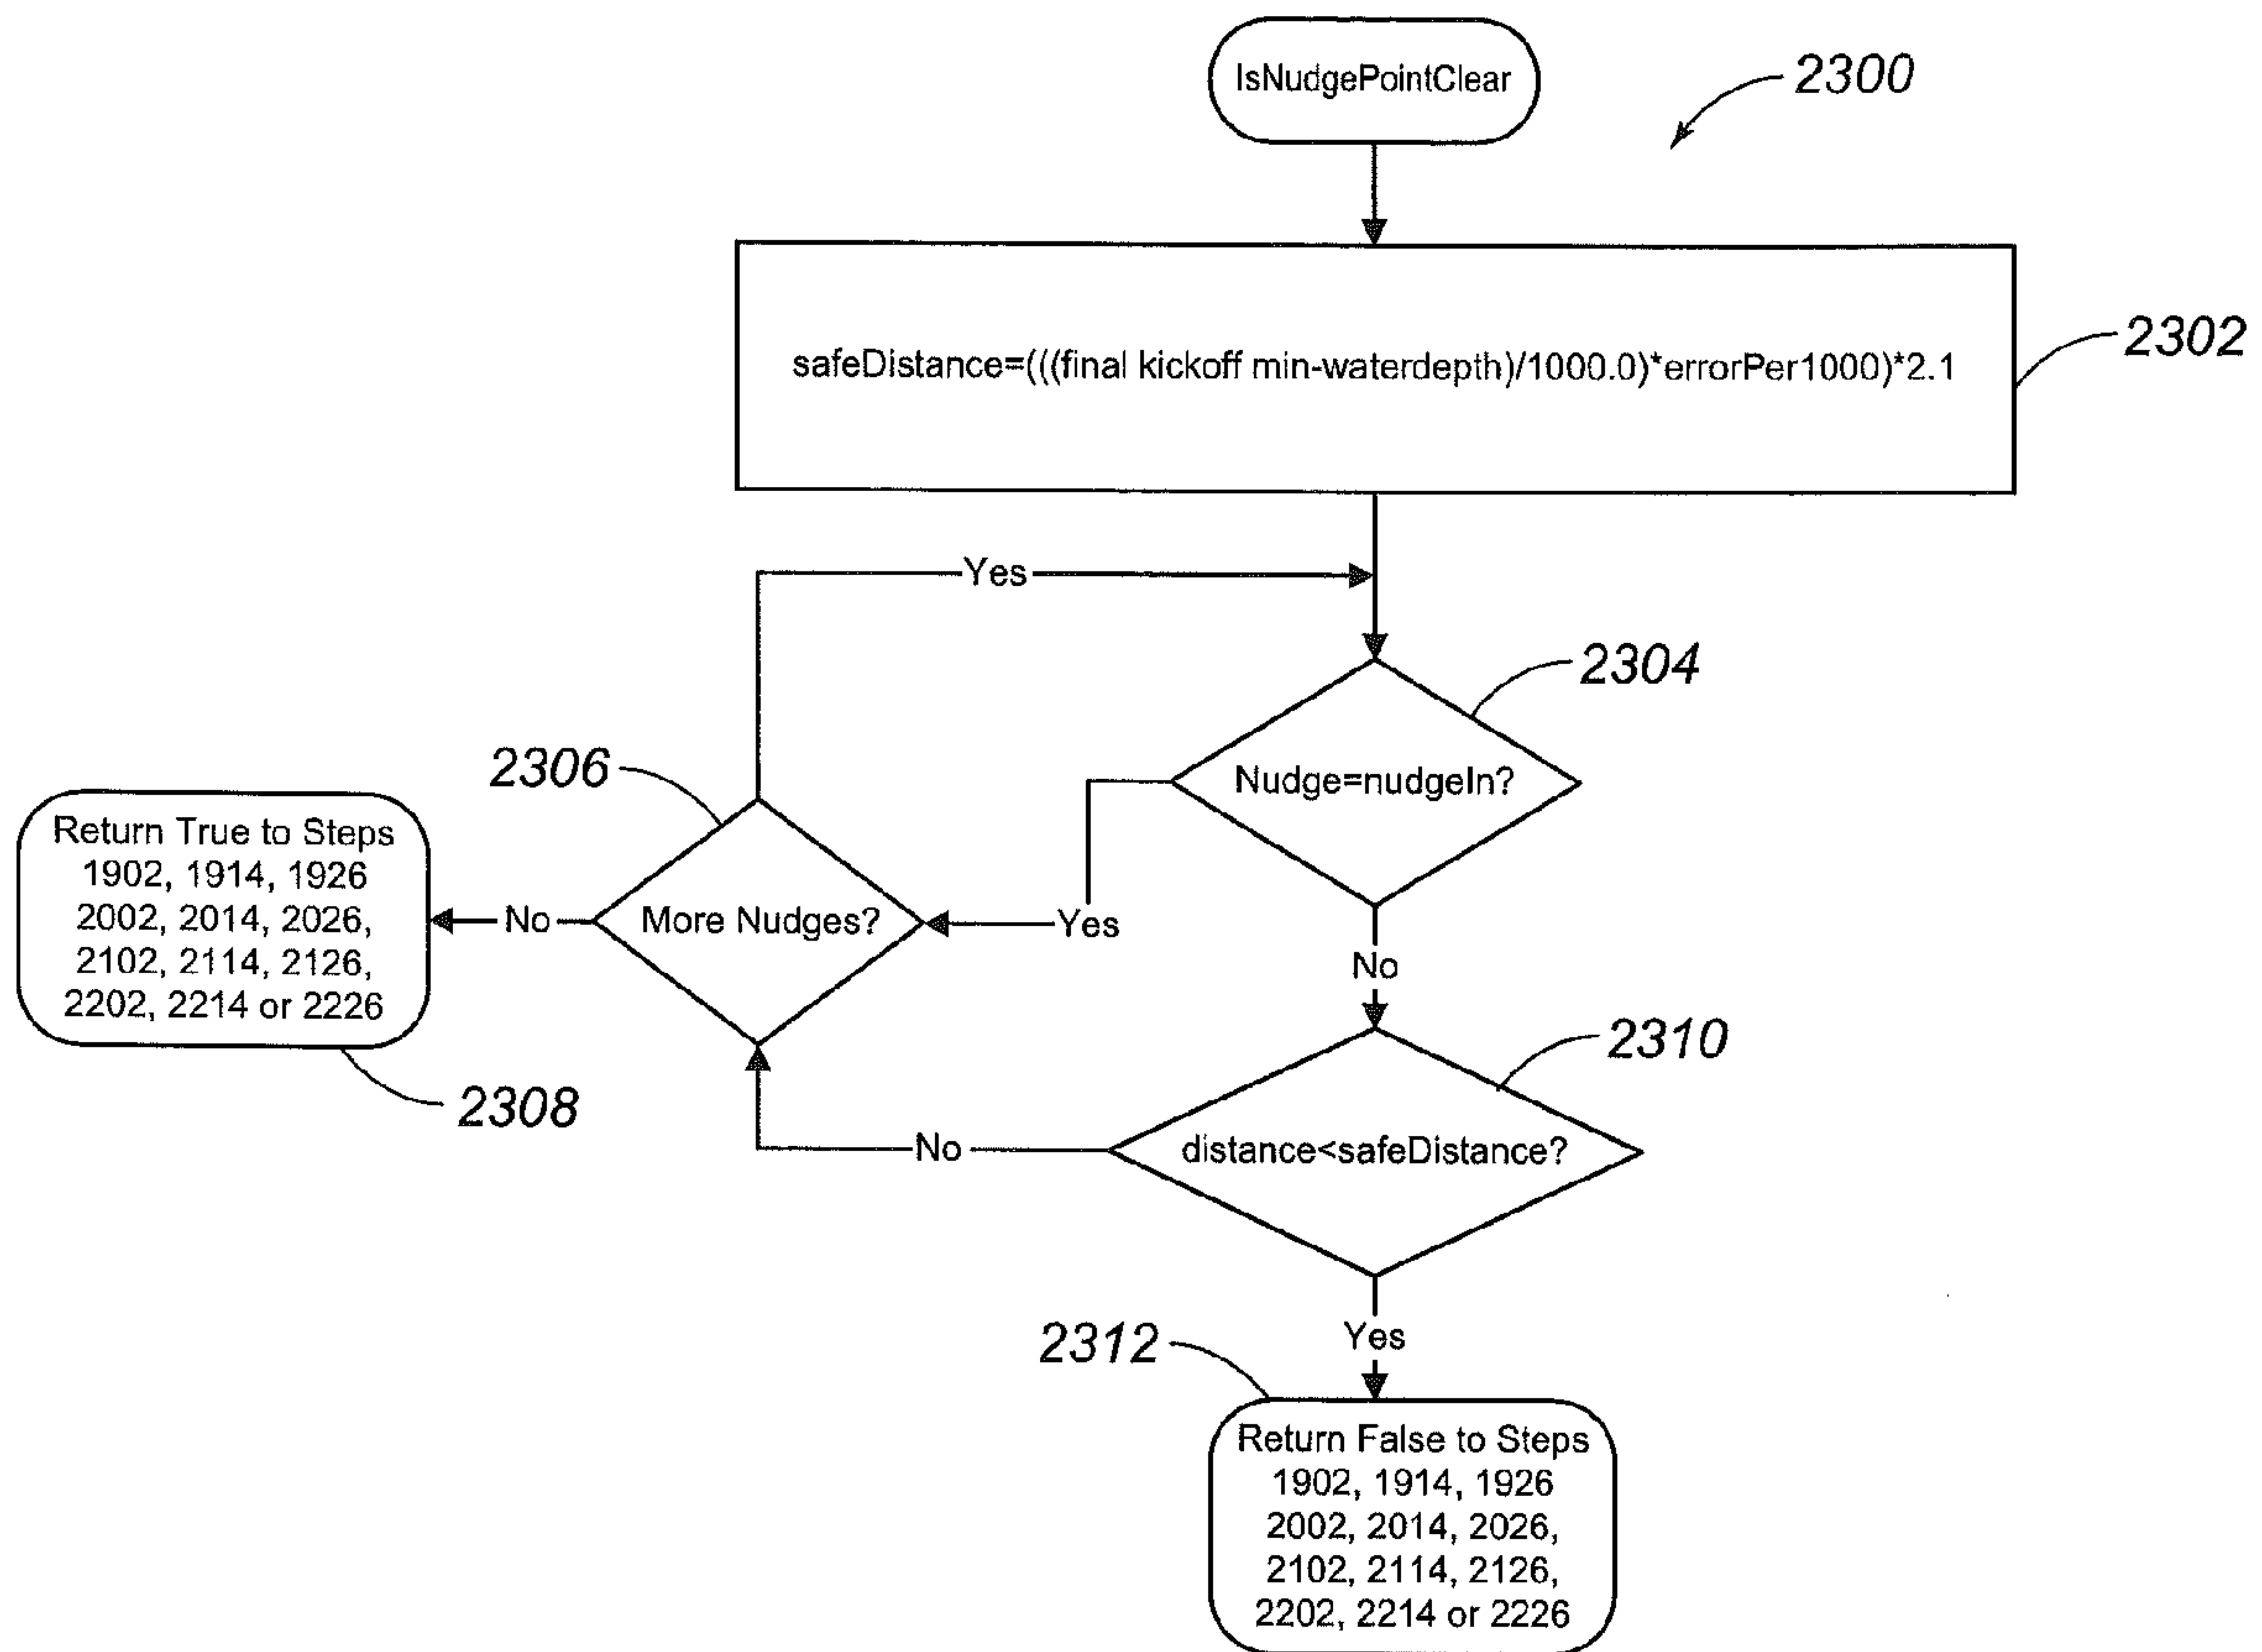 IsNudgePointClear
2300
safeDistance=(((final kickoff min-waterdepth)/1000.0)*errorPer1000)*2.1
2302
Yes
2304
Nudge=nudgeIn?
2306
More Nudges?
Yes
No
Return True to Steps
1902, 1914, 1926
2002, 2014, 2026,
2102, 2114, 2126,
2202, 2214 or 2226
2308
No
2310
distance<safeDistance?
No
Yes
2312
Return False to Steps
1902, 1914, 1926
2002, 2014, 2026,
2102, 2114, 2126,
2202, 2214 or 2226